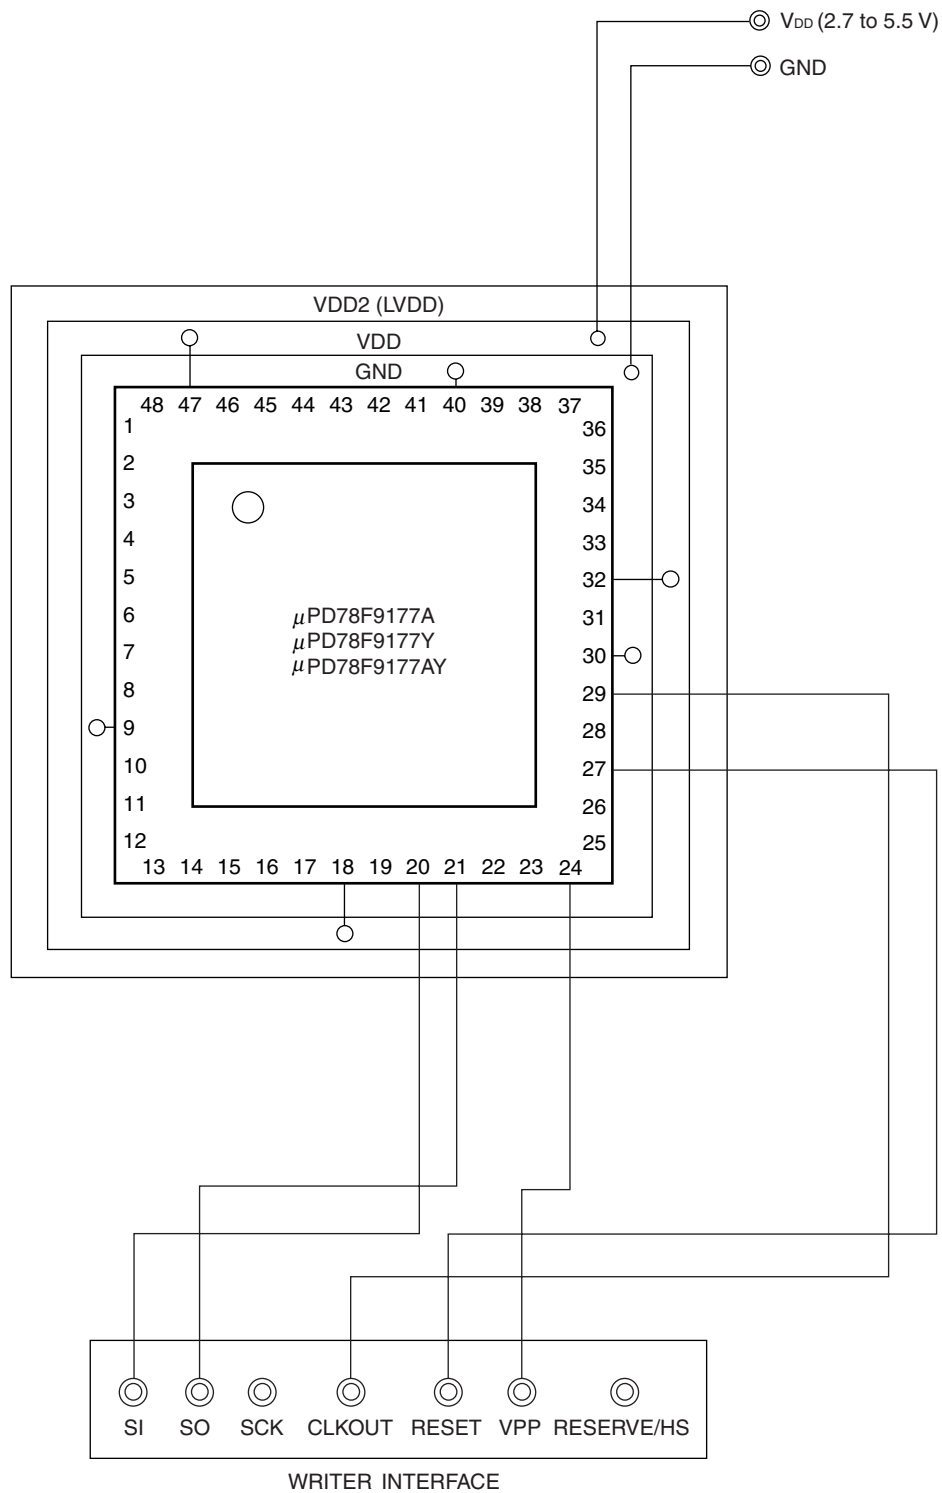 VDD (2.7 to 5.5 V)
GND
VDD2 (LVDD)
VDD
GND
48 47 46 45 44 43 42 41 40 39 38 37
1
2
3
4
5
6
7
8
9
10
11
12
36
35
34
33
32
31
30
29
28
27
26
25
μPD78F9177A
μPD78F9177Y
μPD78F9177AY
13 14 15 16 17 18 19 20 21 22 23 24
SI SO SCK CLKOUT RESET VPP RESERVE/HS
WRITER INTERFACE